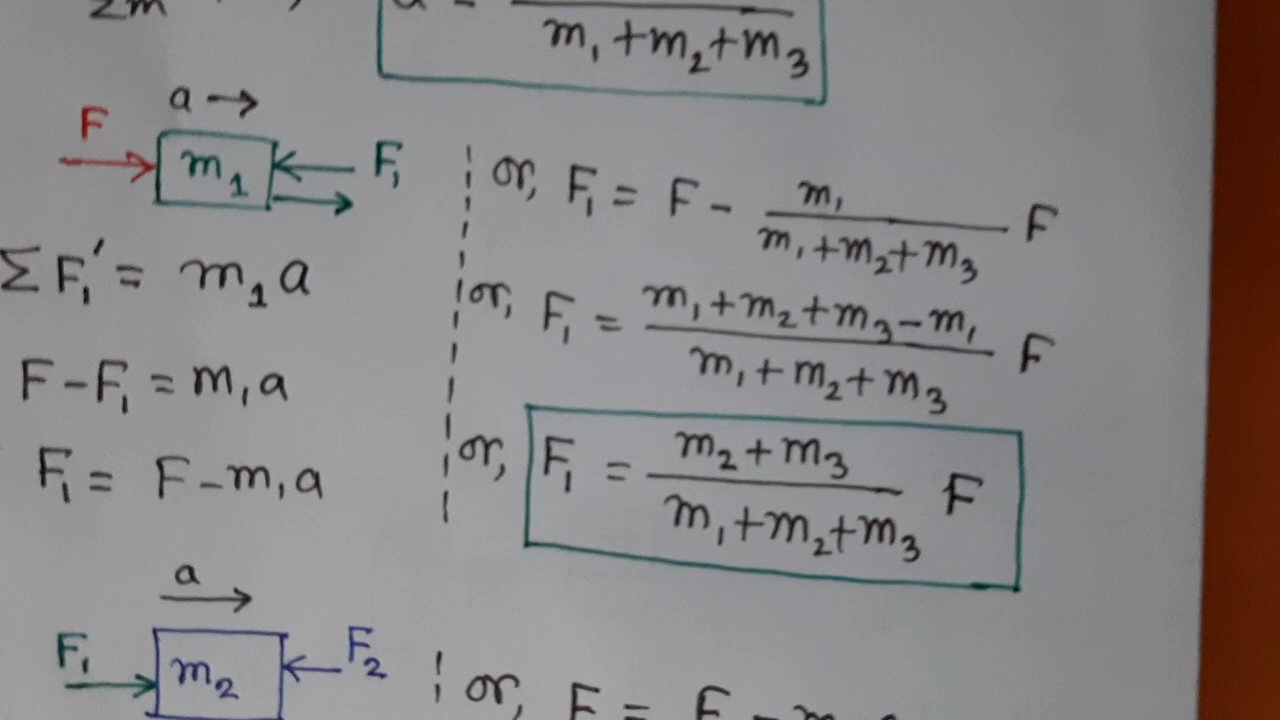 Σm
m₁+m₂+m₃
a →
F m₁ F₁
ΣF₁' = m₁a
F-F₁ = m₁a
F₁ = F-m₁a
or, F₁ = F - m₁/(m₁+m₂+m₃) F
or, F₁ = (m₁+m₂+m₃-m₁)/(m₁+m₂+m₃) F
or, F₁ = (m₂+m₃)/(m₁+m₂+m₃) F
a
F₁ m₂ F₂
or, F = F - m